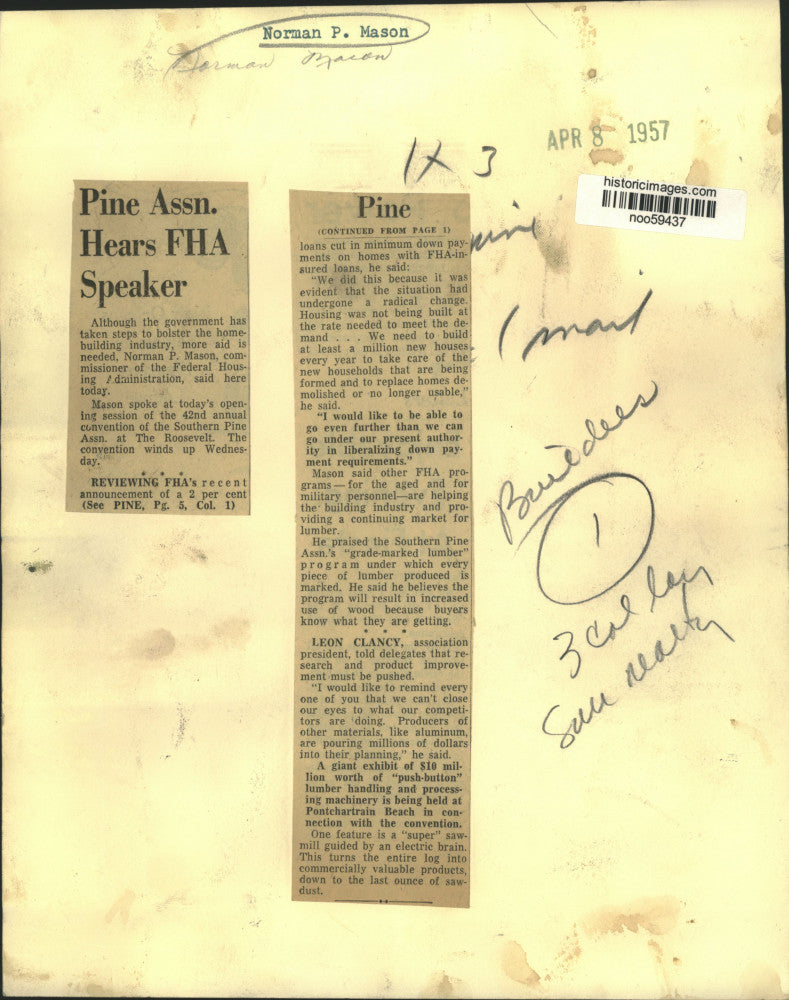 Norman P. Mason
Norman Mason
APR 8 1957
1 x 3
historicimages.com
noo59437
Pine Assn.
Hears FHA
Speaker
Although the government has
taken steps to bolster the home-
building industry, more aid is
needed, Norman P. Mason, com-
missioner of the Federal Hous-
ing Administration, said here
today.
Mason spoke at today's open-
ing session of the 42nd annual
convention of the Southern Pine
Assn. at The Roosevelt. The
convention winds up Wednes-
day.
* * *
REVIEWING FHA's recent
announcement of a 2 per cent
(See PINE, Pg. 5, Col. 1)
Pine
(CONTINUED FROM PAGE 1)
loans cut in minimum down pay-
ments on homes with FHA-in-
sured loans, he said:
"We did this because it was
evident that the situation had
undergone a radical change.
Housing was not being built at
the rate needed to meet the de-
mand . . . We need to build
at least a million new houses
every year to take care of the
new households that are being
formed and to replace homes de-
molished or no longer usable,"
he said.
"I would like to be able to
go even further than we can
go under our present author-
ity in liberalizing down pay-
ment requirements."
Mason said other FHA pro-
grams—for the aged and for
military personnel—are helping
the building industry and pro-
viding a continuing market for
lumber.
He praised the Southern Pine
Assn.'s "grade-marked lumber"
program under which every
piece of lumber produced is
marked. He said he believes the
program will result in increased
use of wood because buyers
know what they are getting.
* * *
LEON CLANCY, association
president, told delegates that re-
search and product improve-
ment must be pushed.
"I would like to remind every
one of you that we can't close
our eyes to what our competi-
tors are doing. Producers of
other materials, like aluminum,
are pouring millions of dollars
into their planning," he said.
A giant exhibit of $10 mil-
lion worth of "push-button"
lumber handling and process-
ing machinery is being held at
Pontchartrain Beach in con-
nection with the convention.
One feature is a "super" saw-
mill guided by an electric brain.
This turns the entire log into
commercially valuable products,
down to the last ounce of saw-
dust.
Builders
1
3 col
Sun realty